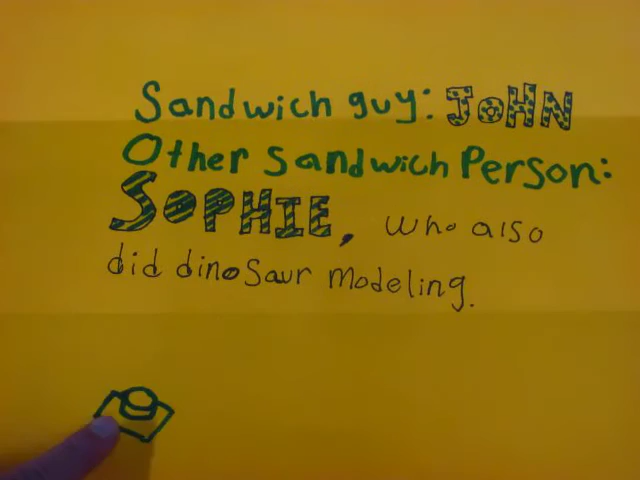 Sandwich guy: JOHN
Other Sandwich Person:
SOPHIE, who also
did dinosaur modeling.